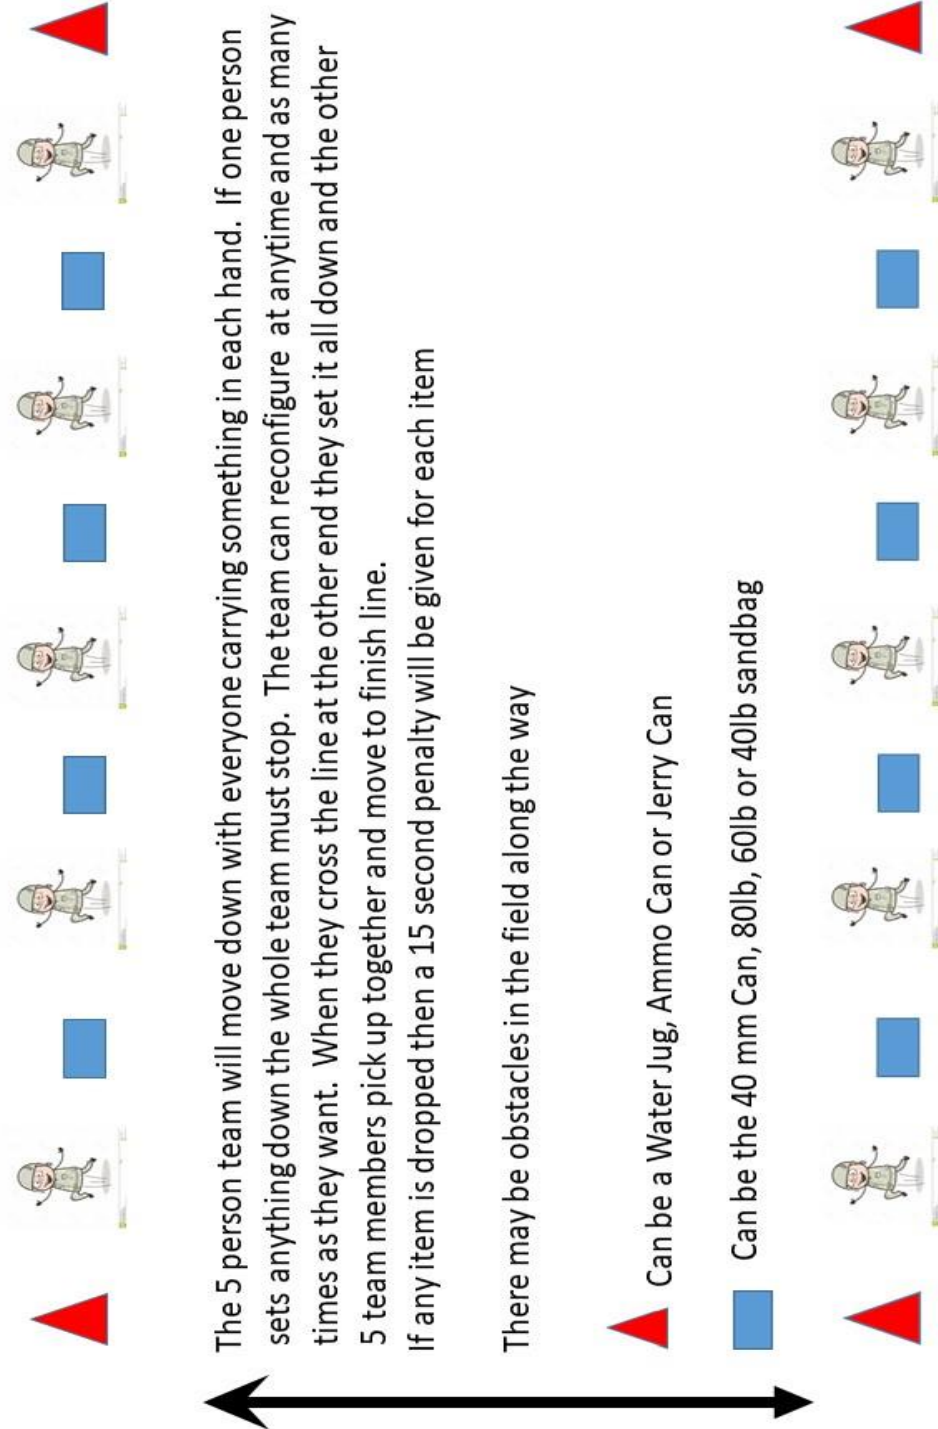 The 5 person team will move down with everyone carrying something in each hand. If one person
sets anything down the whole team must stop. The team can reconfigure at anytime and as many
times as they want. When they cross the line at the other end they set it all down and the other
5 team members pick up together and move to finish line.
If any item is dropped then a 15 second penalty will be given for each item
There may be obstacles in the field along the way
Can be a Water Jug, Ammo Can or Jerry Can
Can be the 40 mm Can, 80lb, 60lb or 40lb sandbag